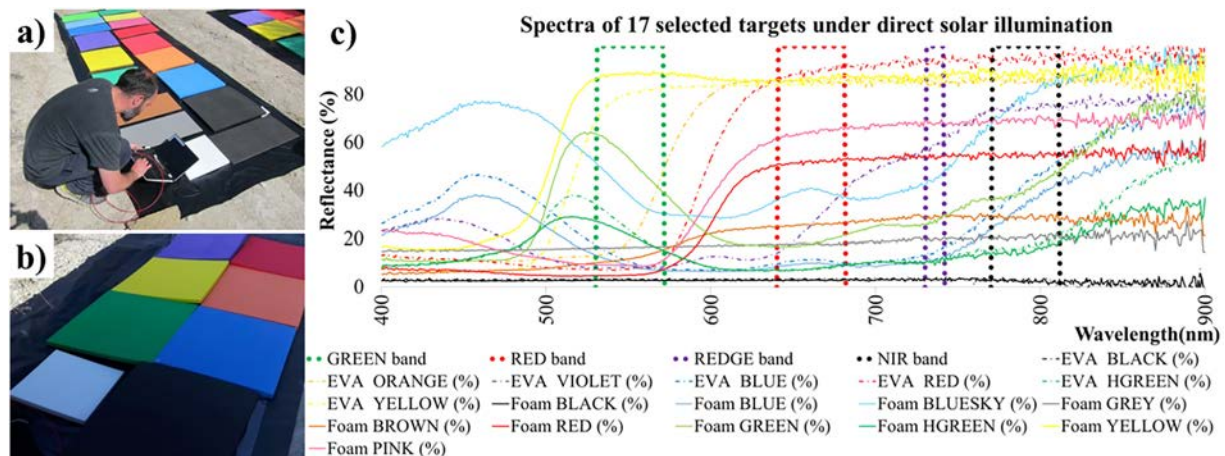 a)
b)
c)
Spectra of 17 selected targets under direct solar illumination
Reflectance (%)
80
60
40
20
0
400
500
600
700
800
900
Wavelength(nm)
GREEN band RED band REDGE band NIR band EVA BLACK (%)
EVA ORANGE (%) EVA VIOLET (%) EVA BLUE (%) EVA RED (%) EVA HGREEN (%)
EVA YELLOW (%) Foam BLACK (%) Foam BLUE (%) Foam BLUESKY (%) Foam GREY (%)
Foam BROWN (%) Foam RED (%) Foam GREEN (%) Foam HGREEN (%) Foam YELLOW (%)
Foam PINK (%)